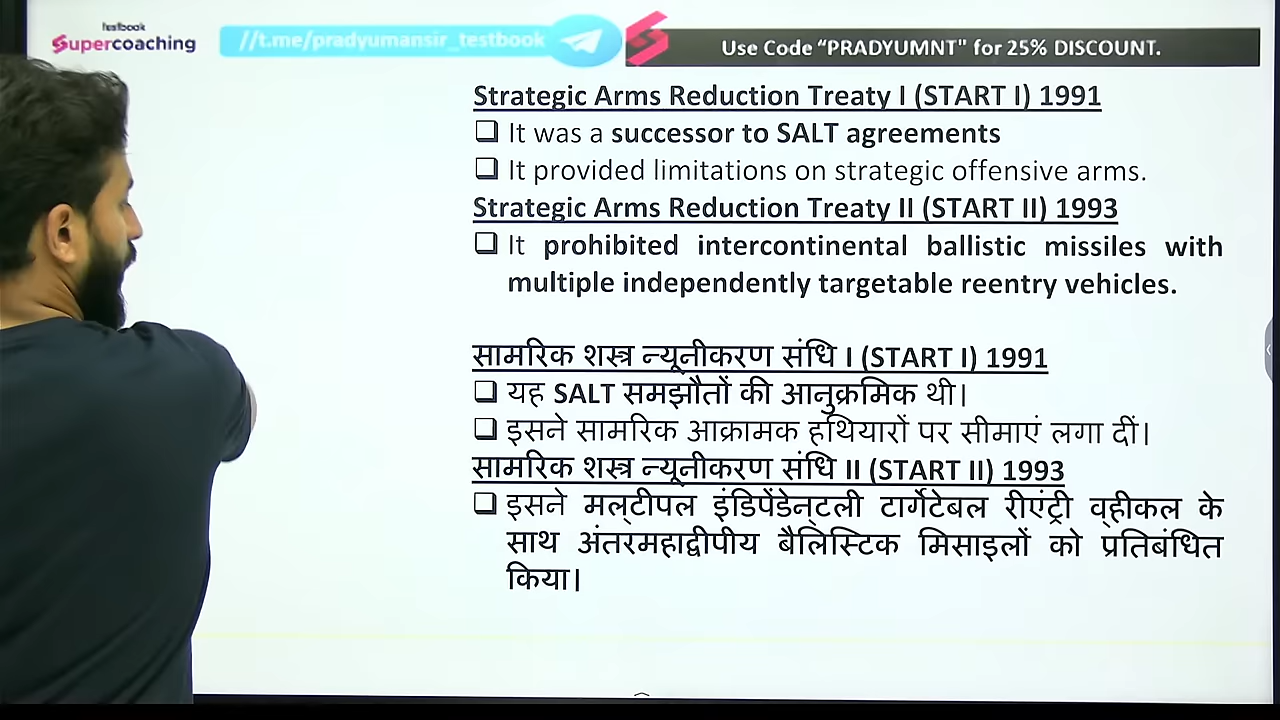 testbook
Supercoaching
//t.me/pradyumansir_testbook
Use Code “PRADYUMNT" for 25% DISCOUNT.
Strategic Arms Reduction Treaty I (START I) 1991
❑ It was a successor to SALT agreements
❑ It provided limitations on strategic offensive arms.
Strategic Arms Reduction Treaty II (START II) 1993
❑ It prohibited intercontinental ballistic missiles with
multiple independently targetable reentry vehicles.
सामरिक शस्त्र न्यूनीकरण संधि I (START I) 1991
❑ यह SALT समझौतों की आनुक्रमिक थी।
❑ इसने सामरिक आक्रामक हथियारों पर सीमाएं लगा दीं।
सामरिक शस्त्र न्यूनीकरण संधि II (START II) 1993
❑ इसने मल्टीपल इंडिपेंडेन्टली टार्गेटेबल रीएंट्री व्हीकल के
साथ अंतरमहाद्वीपीय बैलिस्टिक मिसाइलों को प्रतिबंधित
किया।